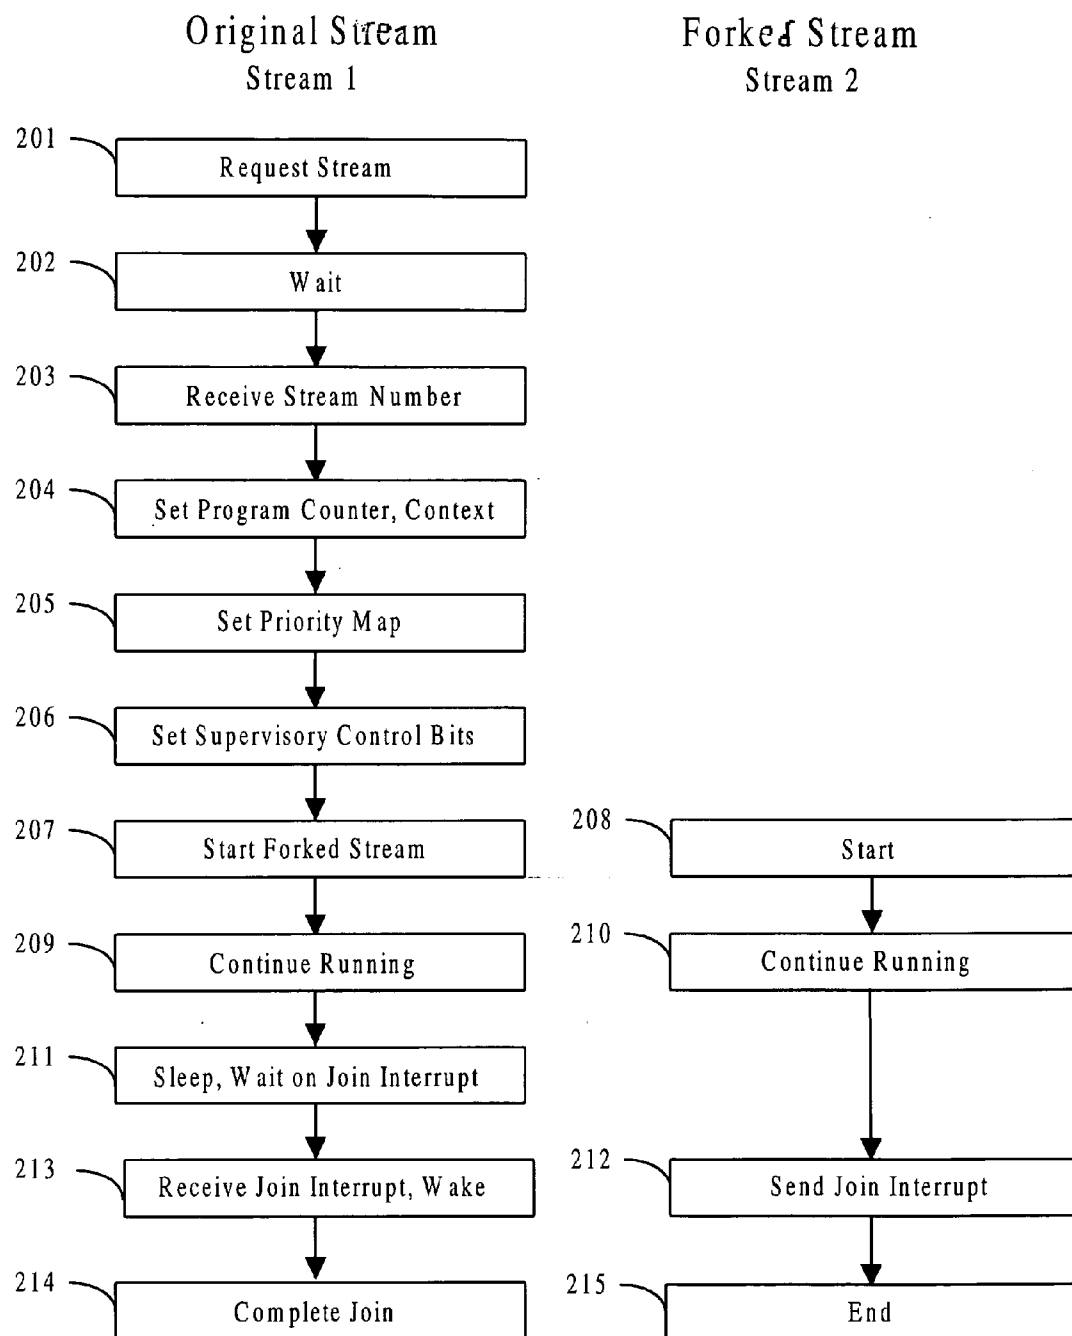 Original Stream
Stream 1
Forked Stream
Stream 2
201
Request Stream
202
Wait
203
Receive Stream Number
204
Set Program Counter, Context
205
Set Priority Map
206
Set Supervisory Control Bits
207
Start Forked Stream
208
Start
209
Continue Running
210
Continue Running
211
Sleep, Wait on Join Interrupt
213
Receive Join Interrupt, Wake
212
Send Join Interrupt
214
Complete Join
215
End